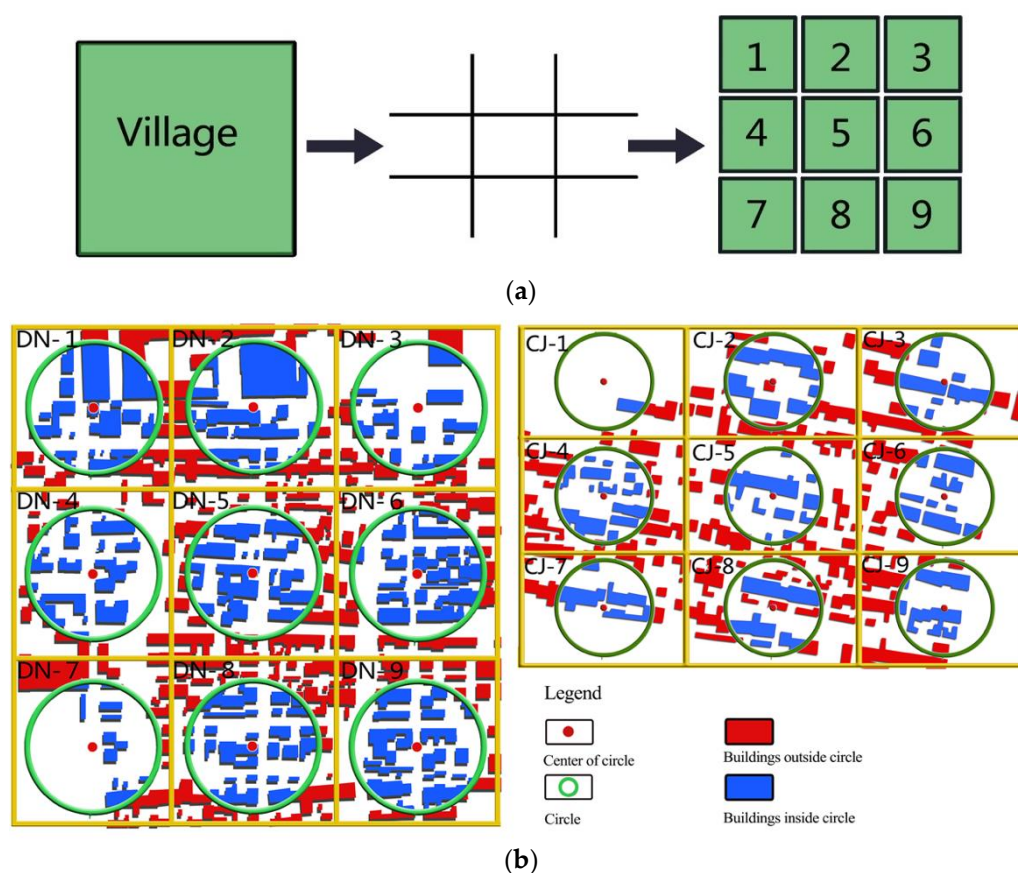 Village
1 2 3
4 5 6
7 8 9
(a)
DN-1 DN-2 DN-3
DN-4 DN-5 DN-6
DN-7 DN-8 DN-9
CJ-1 CJ-2 CJ-3
CJ-4 CJ-5 CJ-6
CJ-7 CJ-8 CJ-9
Legend
Center of circle
Buildings outside circle
Circle
Buildings inside circle
(b)